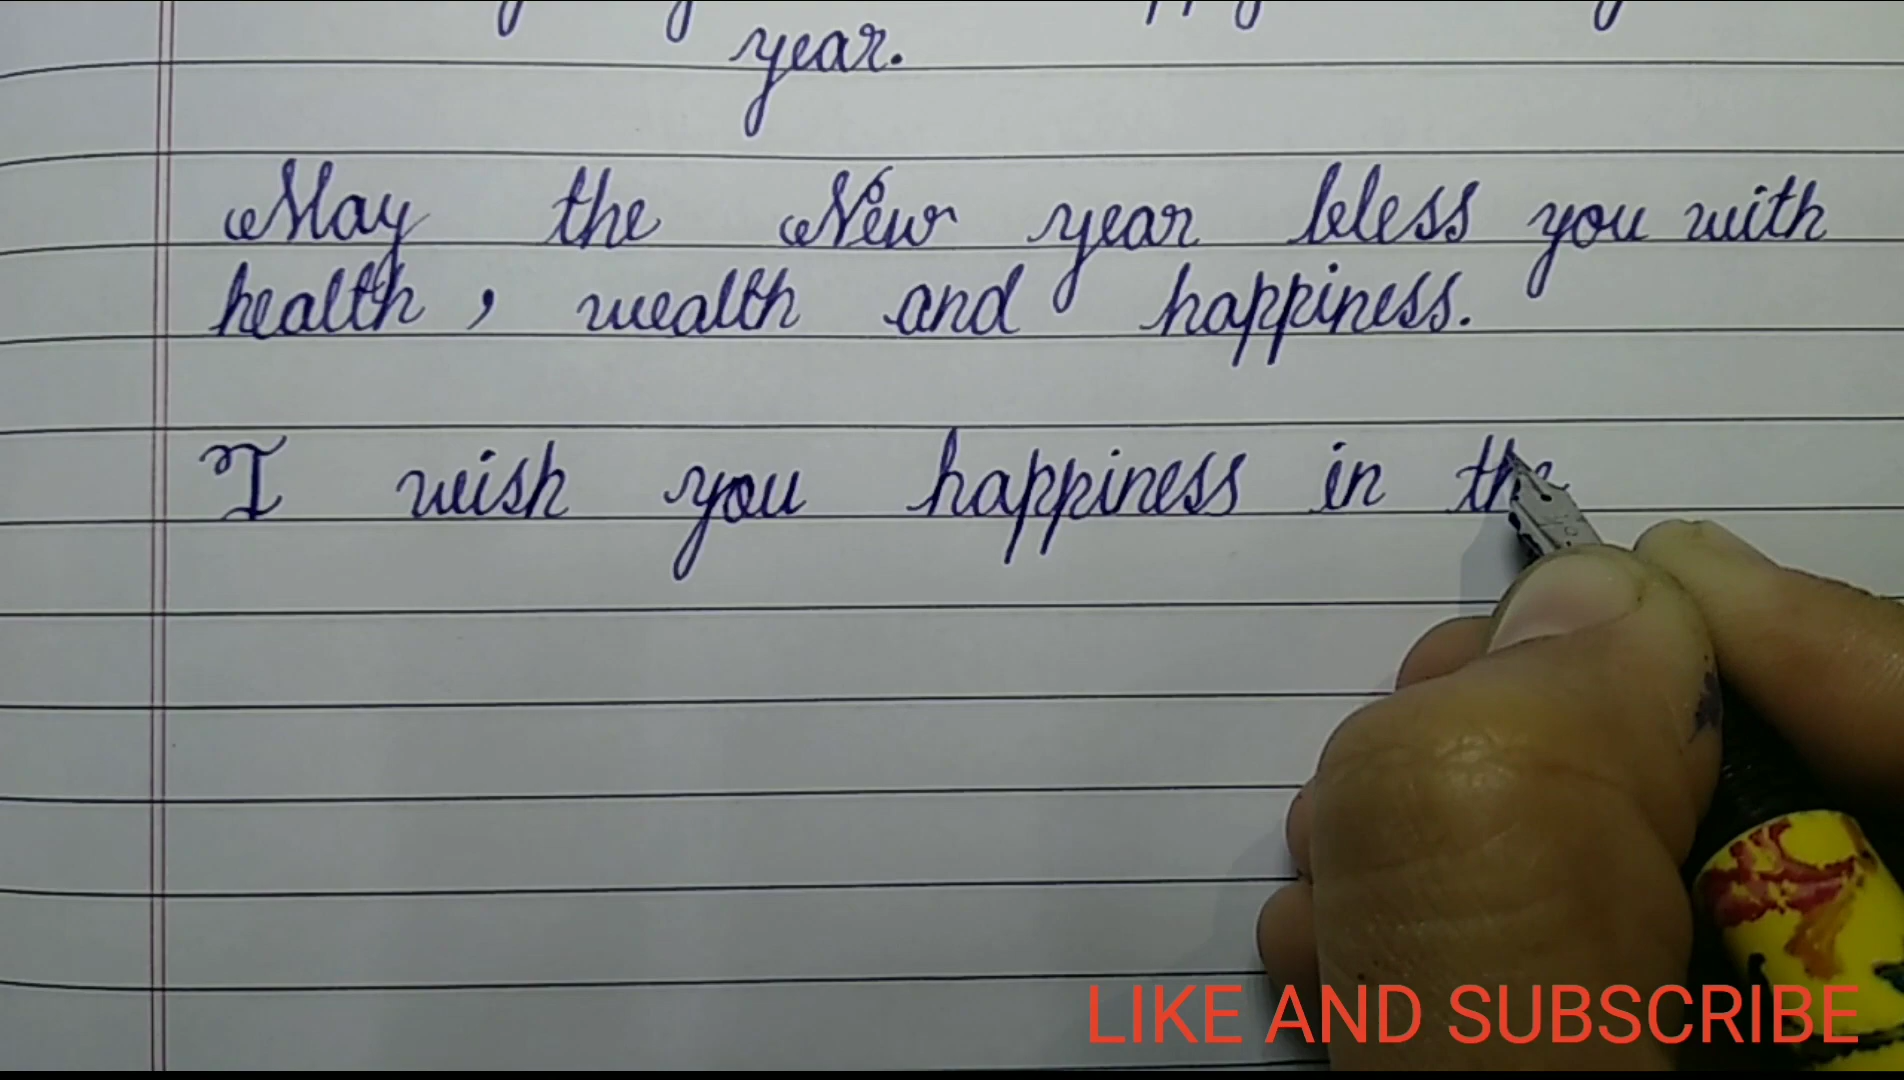 year.
May the New year bless you with
health, wealth and happiness.
I wish you happiness in the
LIKE AND SUBSCRIBE